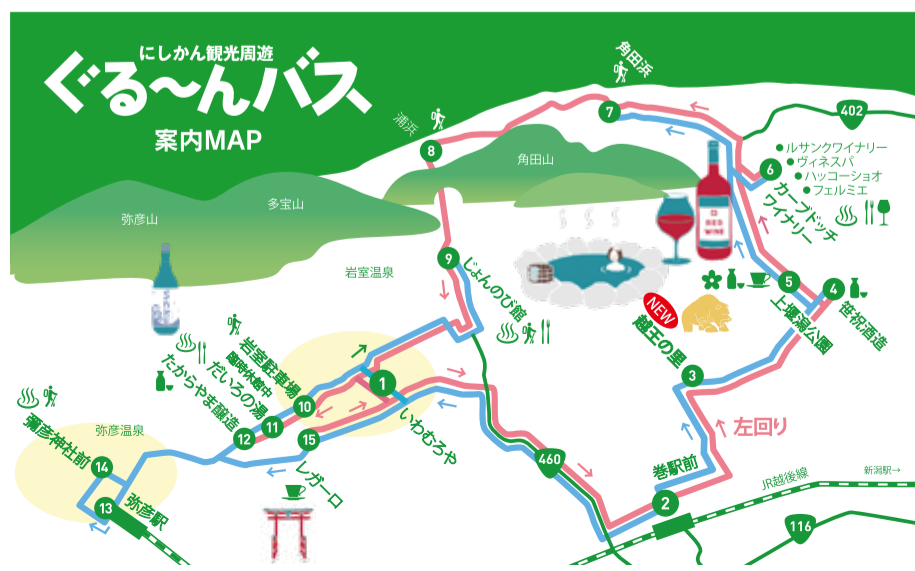 にしかん観光周遊
ぐる〜んバス
案内MAP
角田浜
浦浜
402
7
8
角田山
6
●ルサンクワイナリー
●ヴィネスパ
●ハッコーショオ
●フェルミエ
カーブドッチ
ワイナリー
多宝山
弥彦山
RED
WINE
岩室温泉
9
じょんのび館
5
上堰潟公園
4
笹祝酒造
NEW
越王の里
3
岩室駐車場
臨時休館中
だいろの湯
たからやま醸造
10
11
12
1
いわむろや
15
レガーロ
左回り
彌彦神社前
弥彦温泉
14
13
弥彦駅
460
巻駅前
2
JR越後線
新潟駅→
116